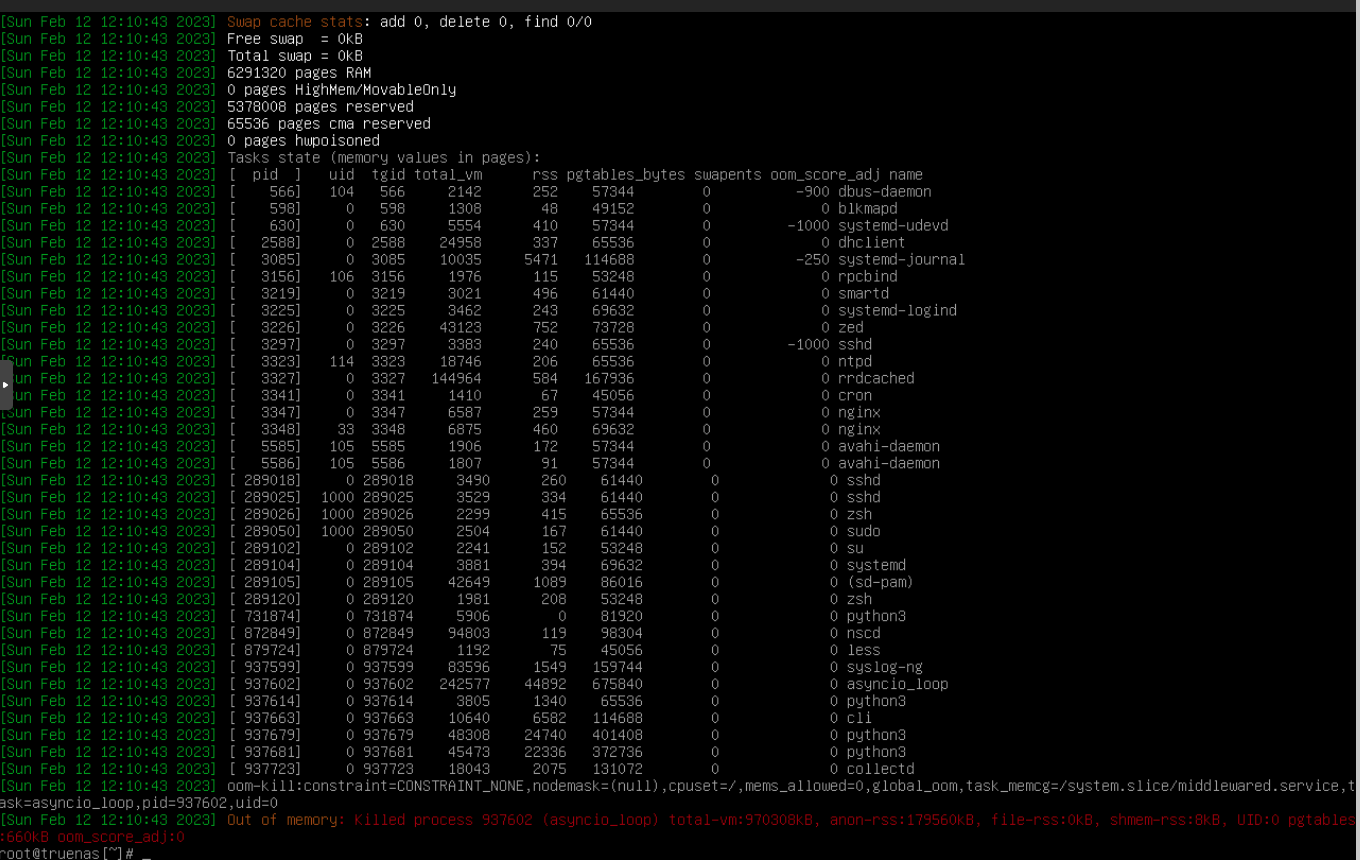 [Sun Feb 12 12:10:43 2023] Swap cache stats: add 0, delete 0, find 0/0
[Sun Feb 12 12:10:43 2023] Free swap  = 0kB
[Sun Feb 12 12:10:43 2023] Total swap = 0kB
[Sun Feb 12 12:10:43 2023] 6291320 pages RAM
[Sun Feb 12 12:10:43 2023] 0 pages HighMem/MovableOnly
[Sun Feb 12 12:10:43 2023] 5378008 pages reserved
[Sun Feb 12 12:10:43 2023] 65536 pages cma reserved
[Sun Feb 12 12:10:43 2023] 0 pages hwpoisoned
[Sun Feb 12 12:10:43 2023] Tasks state (memory values in pages):
[Sun Feb 12 12:10:43 2023] [  pid  ]   uid  tgid total_vm      rss pgtables_bytes swapents oom_score_adj name
[Sun Feb 12 12:10:43 2023] [    566]   104   566     2142      252    57344        0          -900 dbus-daemon
[Sun Feb 12 12:10:43 2023] [    598]     0   598     1308       48    49152        0             0 blkmapd
[Sun Feb 12 12:10:43 2023] [    630]     0   630     5554      410    57344        0         -1000 systemd-udevd
[Sun Feb 12 12:10:43 2023] [   2588]     0  2588    24958      337    65536        0             0 dhclient
[Sun Feb 12 12:10:43 2023] [   3085]     0  3085    10035     5471   114688        0          -250 systemd-journal
[Sun Feb 12 12:10:43 2023] [   3156]   106  3156     1976      115    53248        0             0 rpcbind
[Sun Feb 12 12:10:43 2023] [   3219]     0  3219     3021      496    61440        0             0 smartd
[Sun Feb 12 12:10:43 2023] [   3225]     0  3225     3462      243    69632        0             0 systemd-logind
[Sun Feb 12 12:10:43 2023] [   3226]     0  3226    43123      752    73728        0             0 zed
[Sun Feb 12 12:10:43 2023] [   3297]     0  3297     3383      240    65536        0         -1000 sshd
[Sun Feb 12 12:10:43 2023] [   3323]   114  3323    18746      206    65536        0             0 ntpd
[Sun Feb 12 12:10:43 2023] [   3327]     0  3327   144964      584   167936        0             0 rrdcached
[Sun Feb 12 12:10:43 2023] [   3341]     0  3341     1410       67    45056        0             0 cron
[Sun Feb 12 12:10:43 2023] [   3347]     0  3347     6587      259    57344        0             0 nginx
[Sun Feb 12 12:10:43 2023] [   3348]    33  3348     6875      460    69632        0             0 nginx
[Sun Feb 12 12:10:43 2023] [   5585]   105  5585     1906      172    57344        0             0 avahi-daemon
[Sun Feb 12 12:10:43 2023] [   5586]   105  5586     1807       91    57344        0             0 avahi-daemon
[Sun Feb 12 12:10:43 2023] [ 289018]     0 289018     3490      260    61440        0             0 sshd
[Sun Feb 12 12:10:43 2023] [ 289025]  1000 289025     3529      334    61440        0             0 sshd
[Sun Feb 12 12:10:43 2023] [ 289026]  1000 289026     2299      415    65536        0             0 zsh
[Sun Feb 12 12:10:43 2023] [ 289050]  1000 289050     2504      167    61440        0             0 sudo
[Sun Feb 12 12:10:43 2023] [ 289102]     0 289102     2241      152    53248        0             0 su
[Sun Feb 12 12:10:43 2023] [ 289104]     0 289104     3881      394    69632        0             0 systemd
[Sun Feb 12 12:10:43 2023] [ 289105]     0 289105    42649     1089    86016        0             0 (sd-pam)
[Sun Feb 12 12:10:43 2023] [ 289120]     0 289120     1981      208    53248        0             0 zsh
[Sun Feb 12 12:10:43 2023] [ 731874]     0 731874     5906        0    81920        0             0 python3
[Sun Feb 12 12:10:43 2023] [ 872849]     0 872849    94803      119    98304        0             0 nscd
[Sun Feb 12 12:10:43 2023] [ 879724]     0 879724     1192       75    45056        0             0 less
[Sun Feb 12 12:10:43 2023] [ 937599]     0 937599    83596     1549   159744        0             0 syslog-ng
[Sun Feb 12 12:10:43 2023] [ 937602]     0 937602   242577    44892   675840        0             0 asyncio_loop
[Sun Feb 12 12:10:43 2023] [ 937614]     0 937614     3805     1340    65536        0             0 python3
[Sun Feb 12 12:10:43 2023] [ 937663]     0 937663    10640     6582   114688        0             0 cli
[Sun Feb 12 12:10:43 2023] [ 937679]     0 937679    48308    24740   401408        0             0 python3
[Sun Feb 12 12:10:43 2023] [ 937681]     0 937681    45473    22336   372736        0             0 python3
[Sun Feb 12 12:10:43 2023] [ 937723]     0 937723    18043     2075   131072        0             0 collectd
[Sun Feb 12 12:10:43 2023] oom-kill:constraint=CONSTRAINT_NONE,nodemask=(null),cpuset=/,mems_allowed=0,global_oom,task_memcg=/system.slice/middlewared.service,t
ask=asyncio_loop,pid=937602,uid=0
[Sun Feb 12 12:10:43 2023] Out of memory: Killed process 937602 (asyncio_loop) total-vm:970308kB, anon-rss:179560kB, file-rss:0kB, shmem-rss:8kB, UID:0 pgtables
:660kB oom_score_adj:0
root@truenas[~]# _